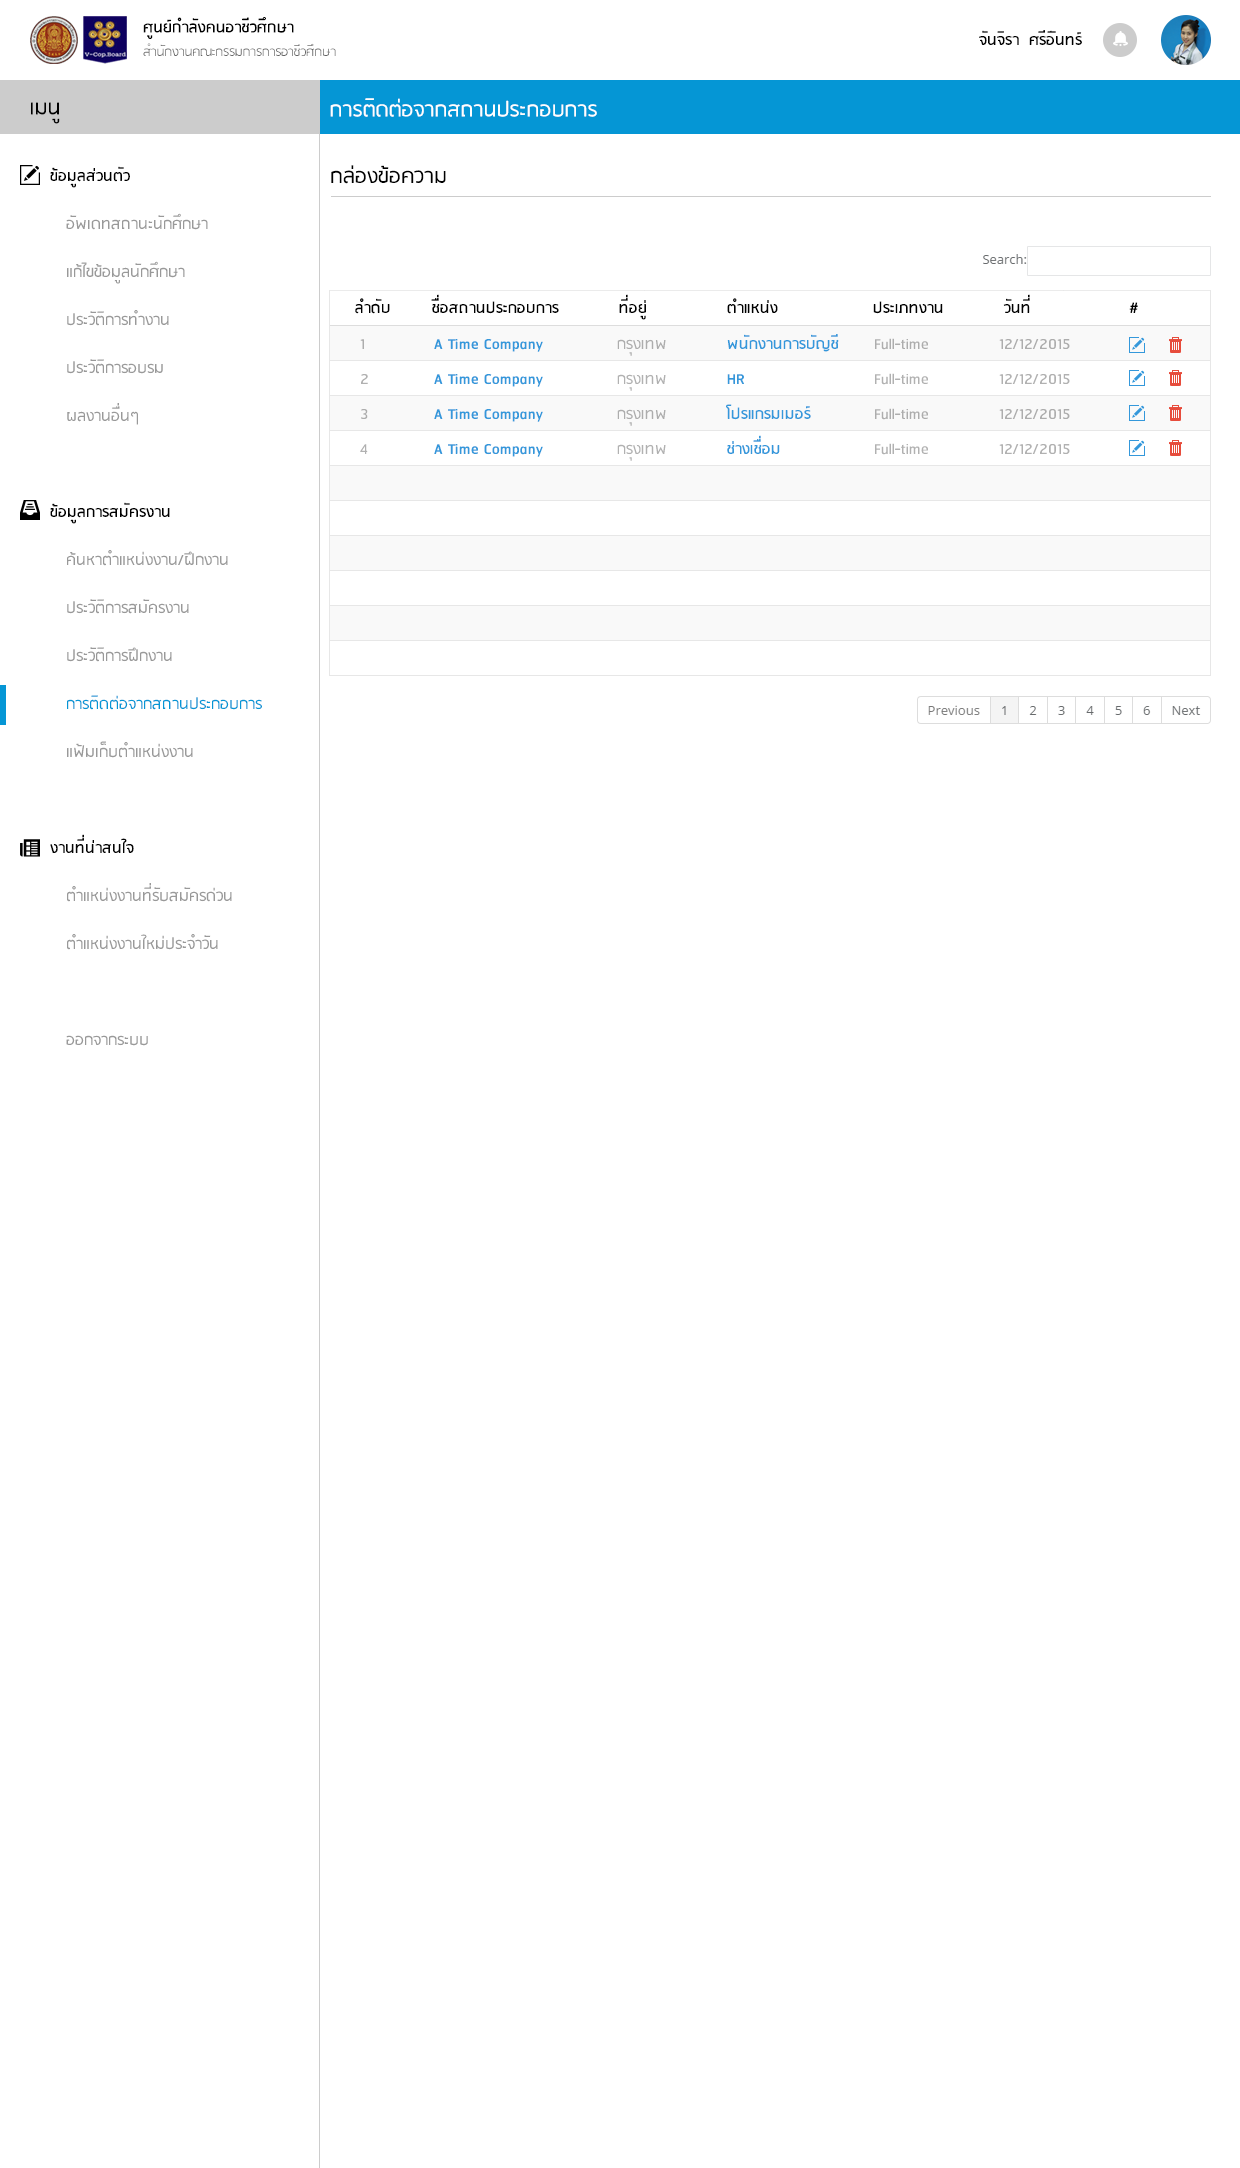 ศูนย์กำลังคนอาชีวศึกษา
สำนักงานคณะกรรมการการอาชีวศึกษา
V-Cop.Board
จันจิรา ศรีอินทร์
เมนู
การติดต่อจากสถานประกอบการ
ข้อมูลส่วนตัว
อัพเดทสถานะนักศึกษา
แก้ไขข้อมูลนักศึกษา
ประวัติการทำงาน
ประวัติการอบรม
ผลงานอื่นๆ
ข้อมูลการสมัครงาน
ค้นหาตำแหน่งงาน/ฝึกงาน
ประวัติการสมัครงาน
ประวัติการฝึกงาน
การติดต่อจากสถานประกอบการ
แฟ้มเก็บตำแหน่งงาน
งานที่น่าสนใจ
ตำแหน่งงานที่รับสมัครด่วน
ตำแหน่งงานใหม่ประจำวัน
ออกจากระบบ
กล่องข้อความ
Search:
ลำดับ ชื่อสถานประกอบการ ที่อยู่ ตำแหน่ง ประเภทงาน วันที่ #
1 A Time Company กรุงเทพ พนักงานการบัญชี Full-time 12/12/2015
2 A Time Company กรุงเทพ HR Full-time 12/12/2015
3 A Time Company กรุงเทพ โปรแกรมเมอร์ Full-time 12/12/2015
4 A Time Company กรุงเทพ ช่างเชื่อม Full-time 12/12/2015
Previous 1 2 3 4 5 6 Next